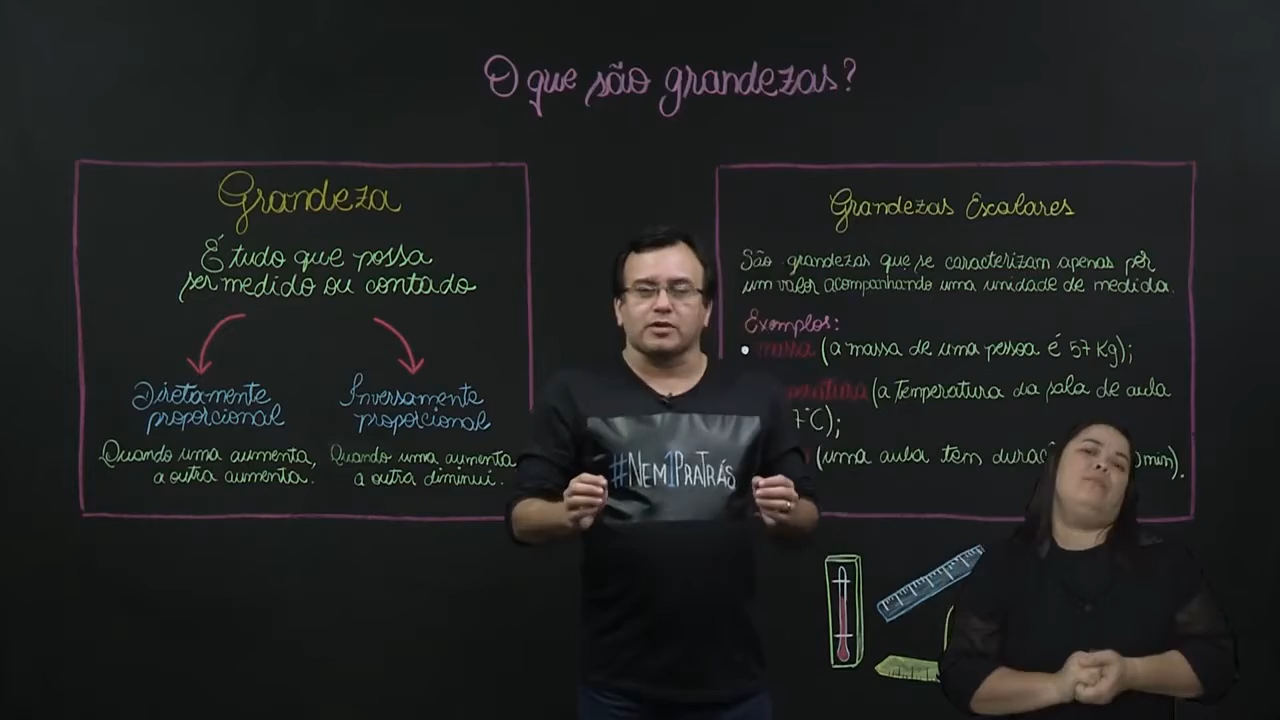 O que são grandezas?
Grandeza
É tudo que possa
ser medido ou contado
Diretamente
proporcional
Quando uma aumenta,
a outra aumenta.
Inversamente
proporcional
Quando uma aumenta
a outra diminui.
Grandezas Escalares
São grandezas que se caracterizam apenas por
um valor acompanhando uma unidade de medida.
Exemplos:
• massa (a massa de uma pessoa é 57 Kg);
(a temperatura da sala de aula
7°C);
(uma aula tem min).
#NEM1PRATRÁS